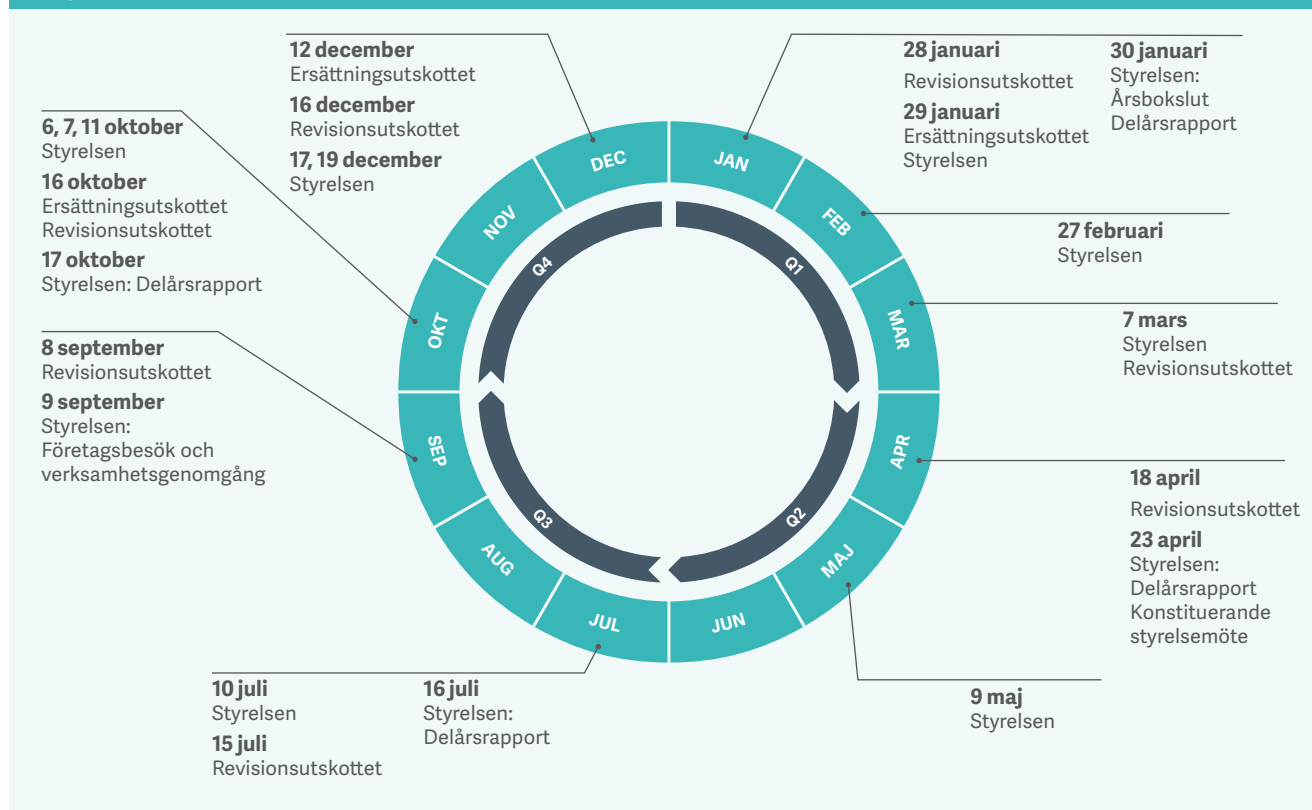 12 december
Ersättningsutskottet
16 december
Revisionsutskottet
17, 19 december
Styrelsen
28 januari
Revisionsutskottet
29 januari
Ersättningsutskottet
Styrelsen
30 januari
Styrelsen:
Årsbokslut
Delårsrapport
6, 7, 11 oktober
Styrelsen
16 oktober
Ersättningsutskottet
Revisionsutskottet
17 oktober
Styrelsen: Delårsrapport
27 februari
Styrelsen
7 mars
Styrelsen
Revisionsutskottet
8 september
Revisionsutskottet
9 september
Styrelsen:
Företagsbesök och
verksamhetsgenomgång
18 april
Revisionsutskottet
23 april
Styrelsen:
Delårsrapport
Konstituerande
styrelsemöte
10 juli
Styrelsen
15 juli
Revisionsutskottet
16 juli
Styrelsen:
Delårsrapport
9 maj
Styrelsen
JAN
FEB
MAR
APR
MAJ
JUN
JUL
AUG
SEP
OKT
NOV
DEC
Q1
Q2
Q3
Q4